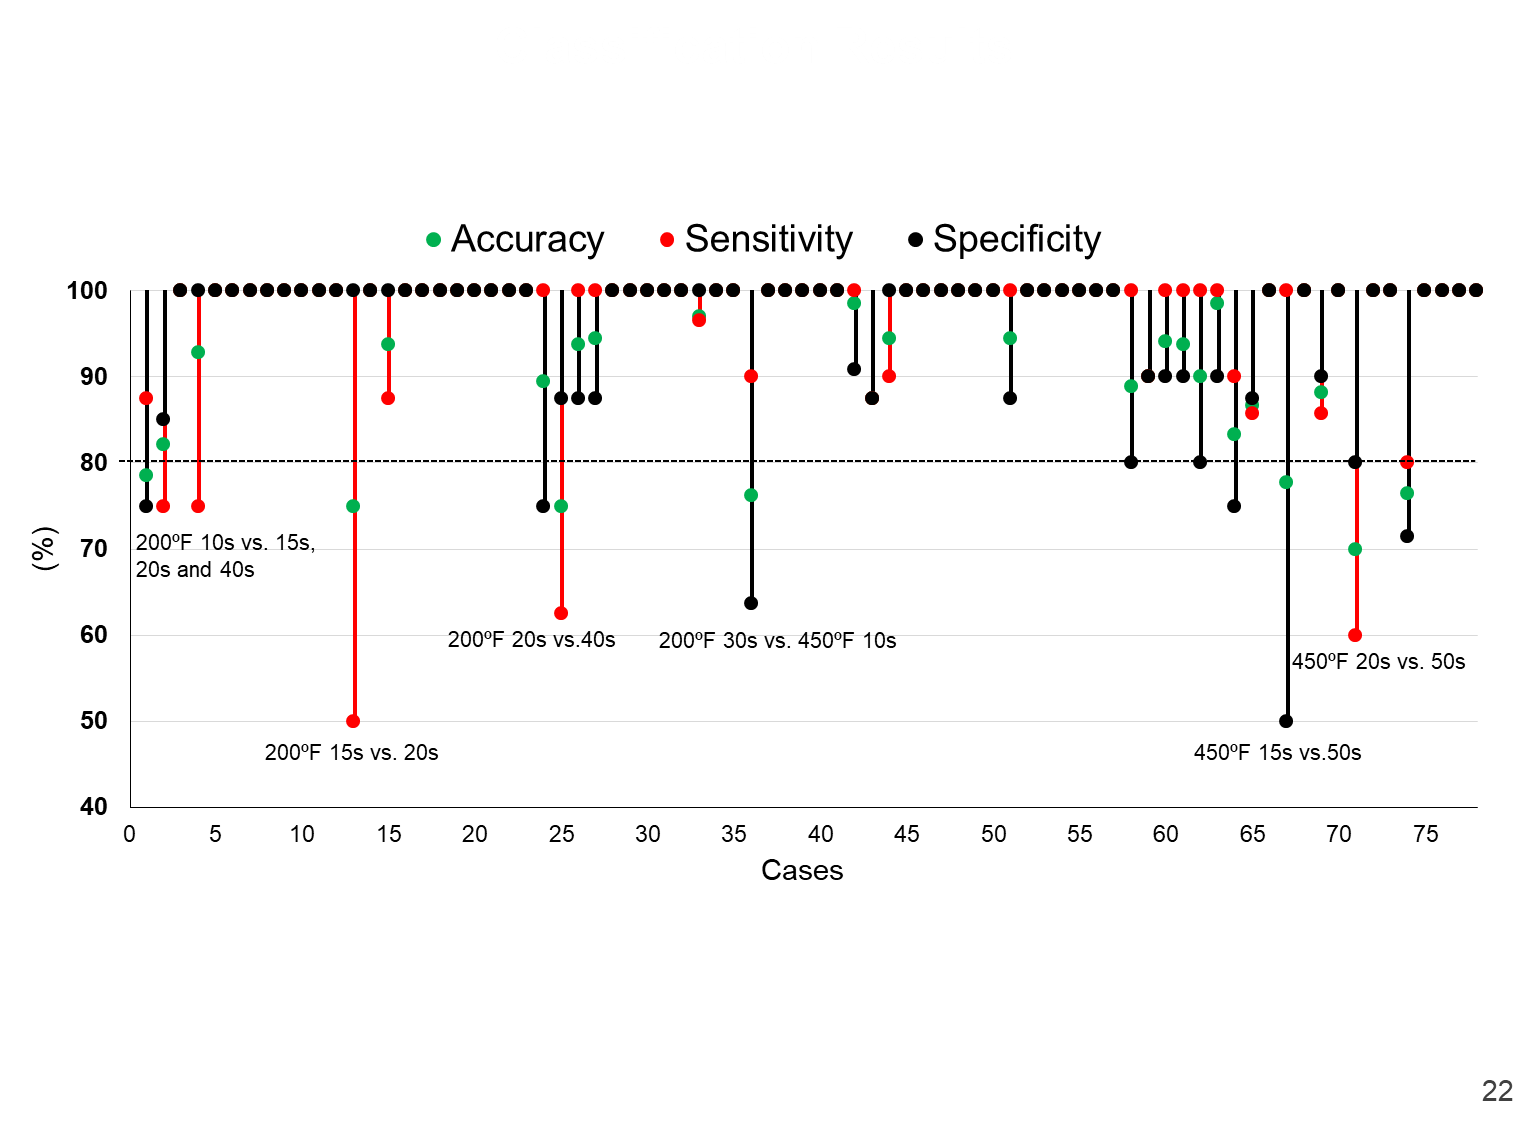 Accuracy Sensitivity Specificity
100
90
80
70
60
50
40
(%)
200ºF 10s vs. 15s,
20s and 40s
200ºF 20s vs.40s
200ºF 30s vs. 450ºF 10s
450ºF 20s vs. 50s
200ºF 15s vs. 20s
450ºF 15s vs.50s
0 5 10 15 20 25 30 35 40 45 50 55 60 65 70 75
Cases
22